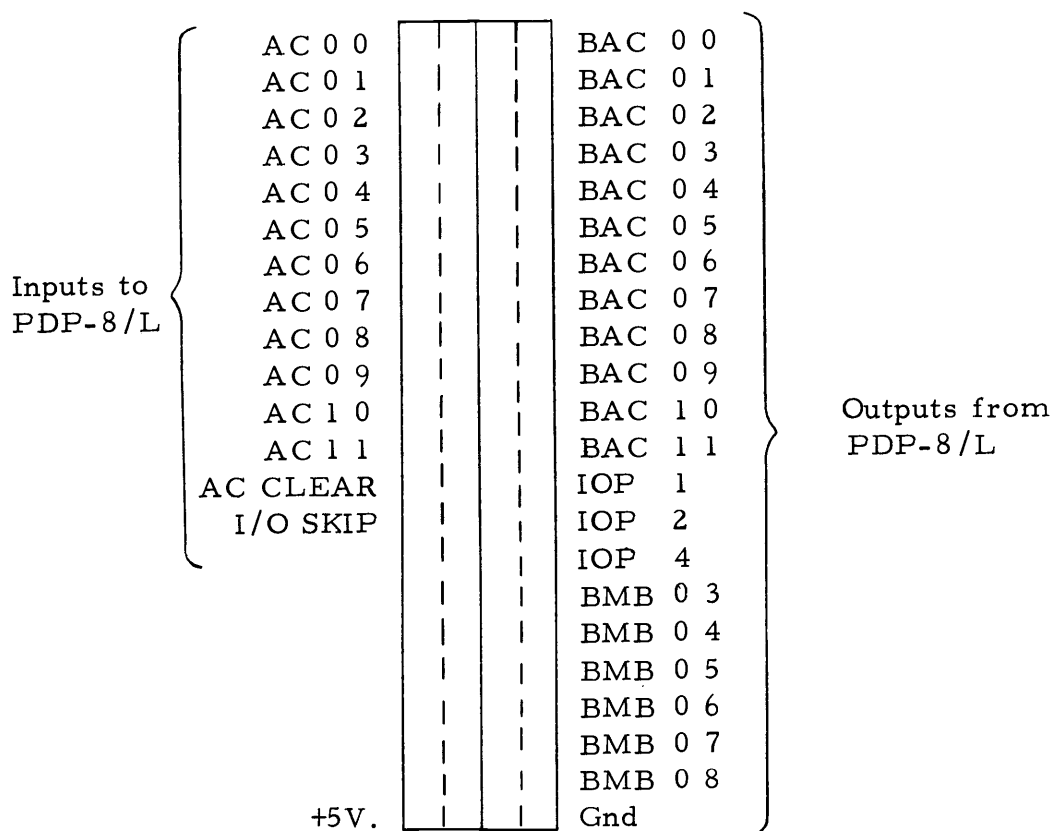 AC 0 0
AC 0 1
AC 0 2
AC 0 3
AC 0 4
AC 0 5
AC 0 6
AC 0 7
AC 0 8
AC 0 9
AC 1 0
AC 1 1
AC CLEAR
I/O SKIP
+5V.
Inputs to
PDP-8/L
BAC 0 0
BAC 0 1
BAC 0 2
BAC 0 3
BAC 0 4
BAC 0 5
BAC 0 6
BAC 0 7
BAC 0 8
BAC 0 9
BAC 1 0
BAC 1 1
IOP 1
IOP 2
IOP 4
BMB 0 3
BMB 0 4
BMB 0 5
BMB 0 6
BMB 0 7
BMB 0 8
Gnd
Outputs from
PDP-8/L